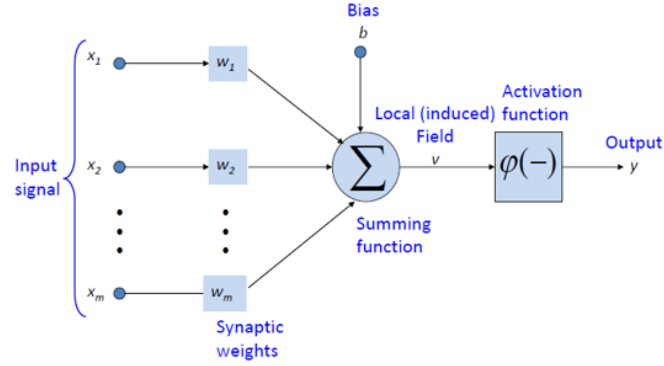 Bias
b
x1
w1
Activation
function
Local (induced)
Field
v
φ(−)
Output
y
Input
signal
x2
w2
∑
Summing
function
xm
wm
Synaptic
weights